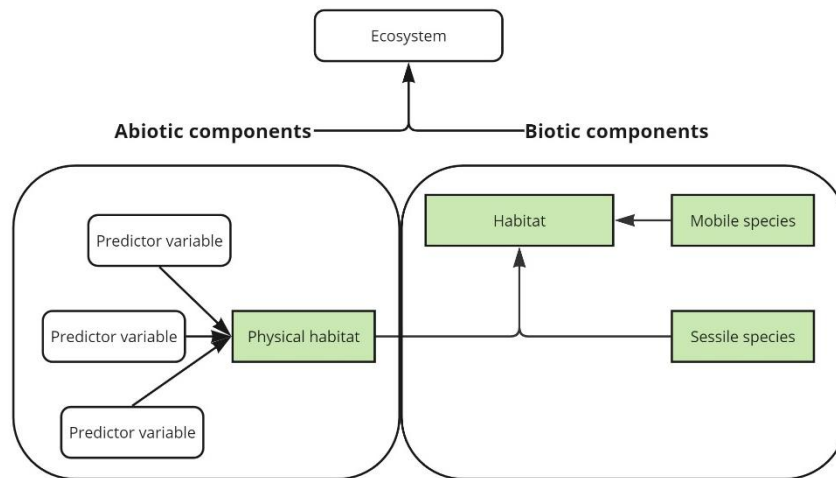 Ecosystem
Abiotic components
Biotic components
Predictor variable
Habitat
Mobile species
Predictor variable
Physical habitat
Sessile species
Predictor variable